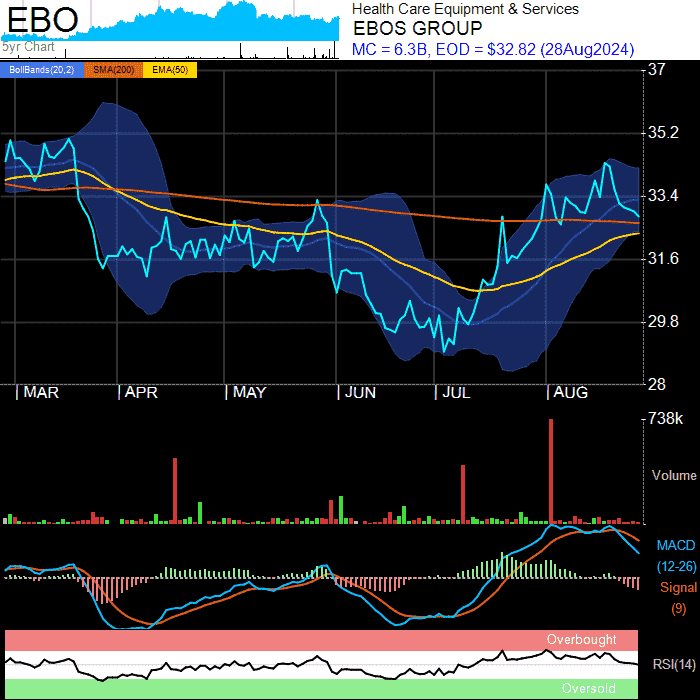 EBO
5yr Chart
Health Care Equipment & Services
EBOS GROUP
MC = 6.3B, EOD = $32.82 (28Aug2024)
BollBands(20,2) SMA(200) EMA(50)
37
35.2
33.4
31.6
29.8
28
MAR APR MAY JUN JUL AUG
738k
Volume
MACD
(12-26)
Signal
(9)
Overbought
RSI(14)
Oversold